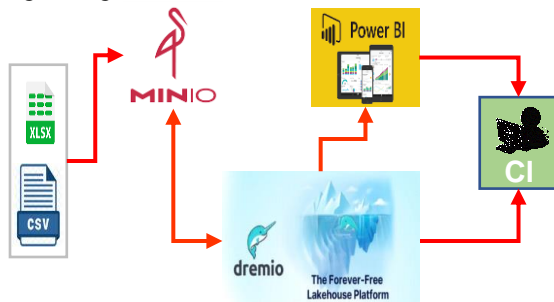 XLSX
CSV
MINIO
Power BI
dremio
The Forever-Free
Lakehouse Platform
CI